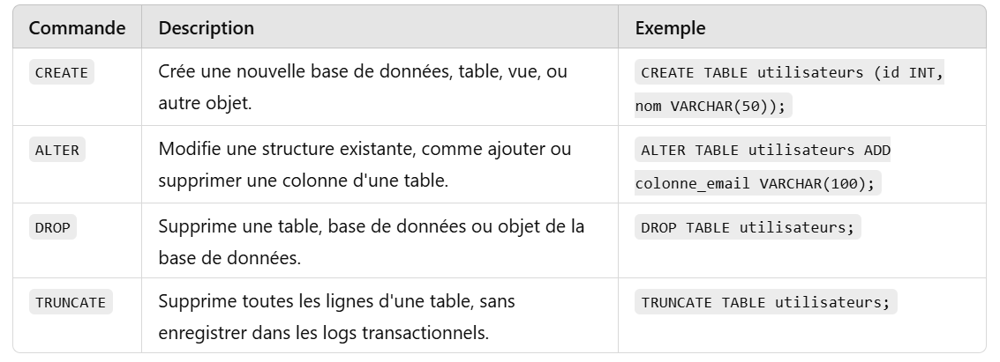 Commande Description Exemple
CREATE Crée une nouvelle base de données, table, vue, ou CREATE TABLE utilisateurs (id INT,
autre objet. nom VARCHAR(50));
ALTER Modifie une structure existante, comme ajouter ou ALTER TABLE utilisateurs ADD
supprimer une colonne d'une table. colonne_email VARCHAR(100);
DROP Supprime une table, base de données ou objet de la DROP TABLE utilisateurs;
base de données.
TRUNCATE Supprime toutes les lignes d'une table, sans TRUNCATE TABLE utilisateurs;
enregistrer dans les logs transactionnels.